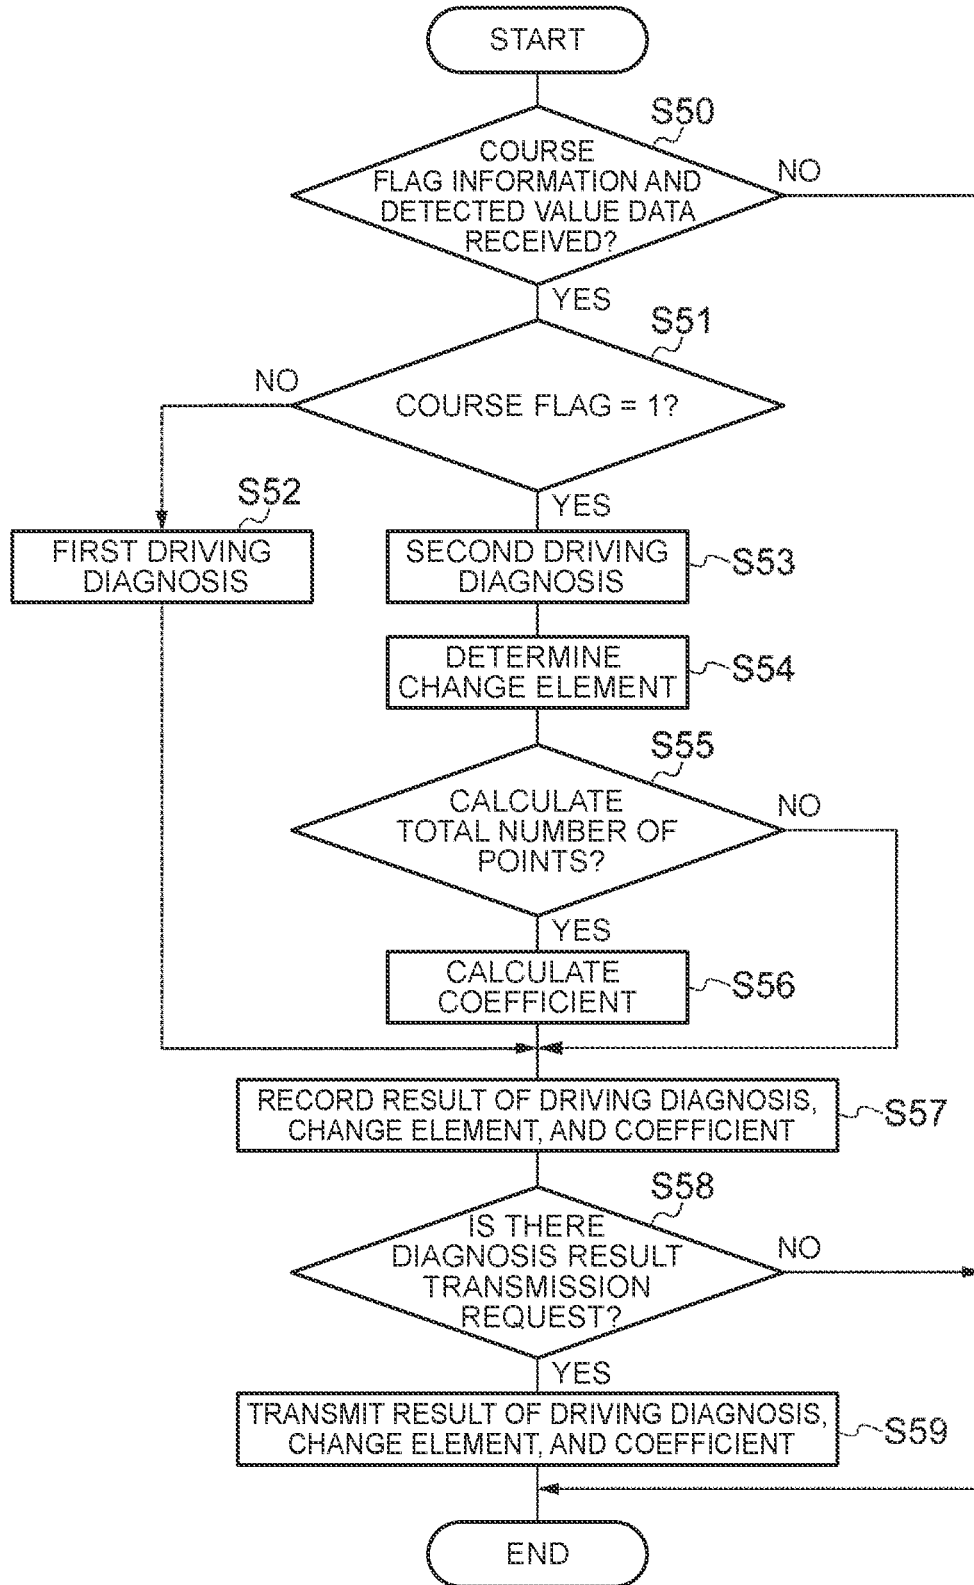 START
S50
COURSE
FLAG INFORMATION AND
DETECTED VALUE DATA
RECEIVED?
NO
YES
S51
NO
COURSE FLAG = 1?
YES
S52
FIRST DRIVING
DIAGNOSIS
SECOND DRIVING
DIAGNOSIS
S53
DETERMINE
CHANGE ELEMENT
S54
S55
CALCULATE
TOTAL NUMBER OF
POINTS?
NO
YES
CALCULATE
COEFFICIENT
S56
RECORD RESULT OF DRIVING DIAGNOSIS,
CHANGE ELEMENT, AND COEFFICIENT
S57
S58
IS THERE
DIAGNOSIS RESULT
TRANSMISSION
REQUEST?
NO
YES
TRANSMIT RESULT OF DRIVING DIAGNOSIS,
CHANGE ELEMENT, AND COEFFICIENT
S59
END